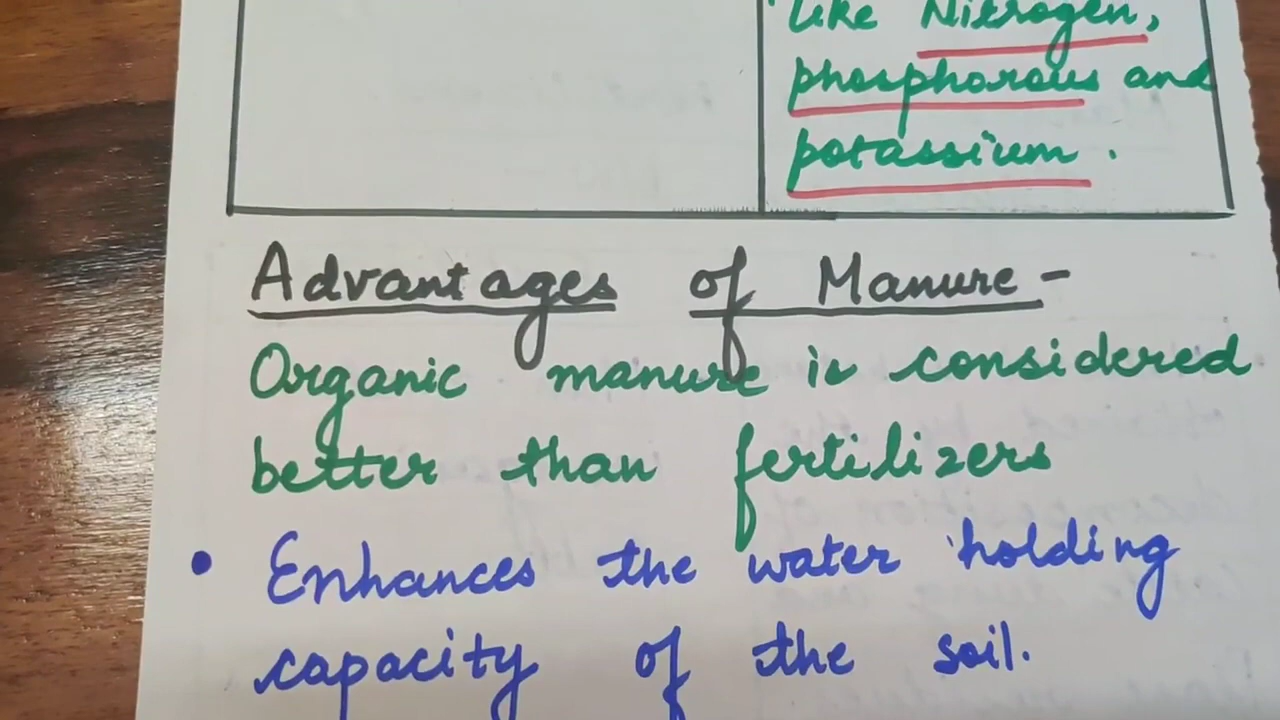 like Nitrogen,
phosphorous and
potassium.
Advantages of Manure-
Organic manure is considered
better than fertilizers
• Enhances the water holding
capacity of the soil.